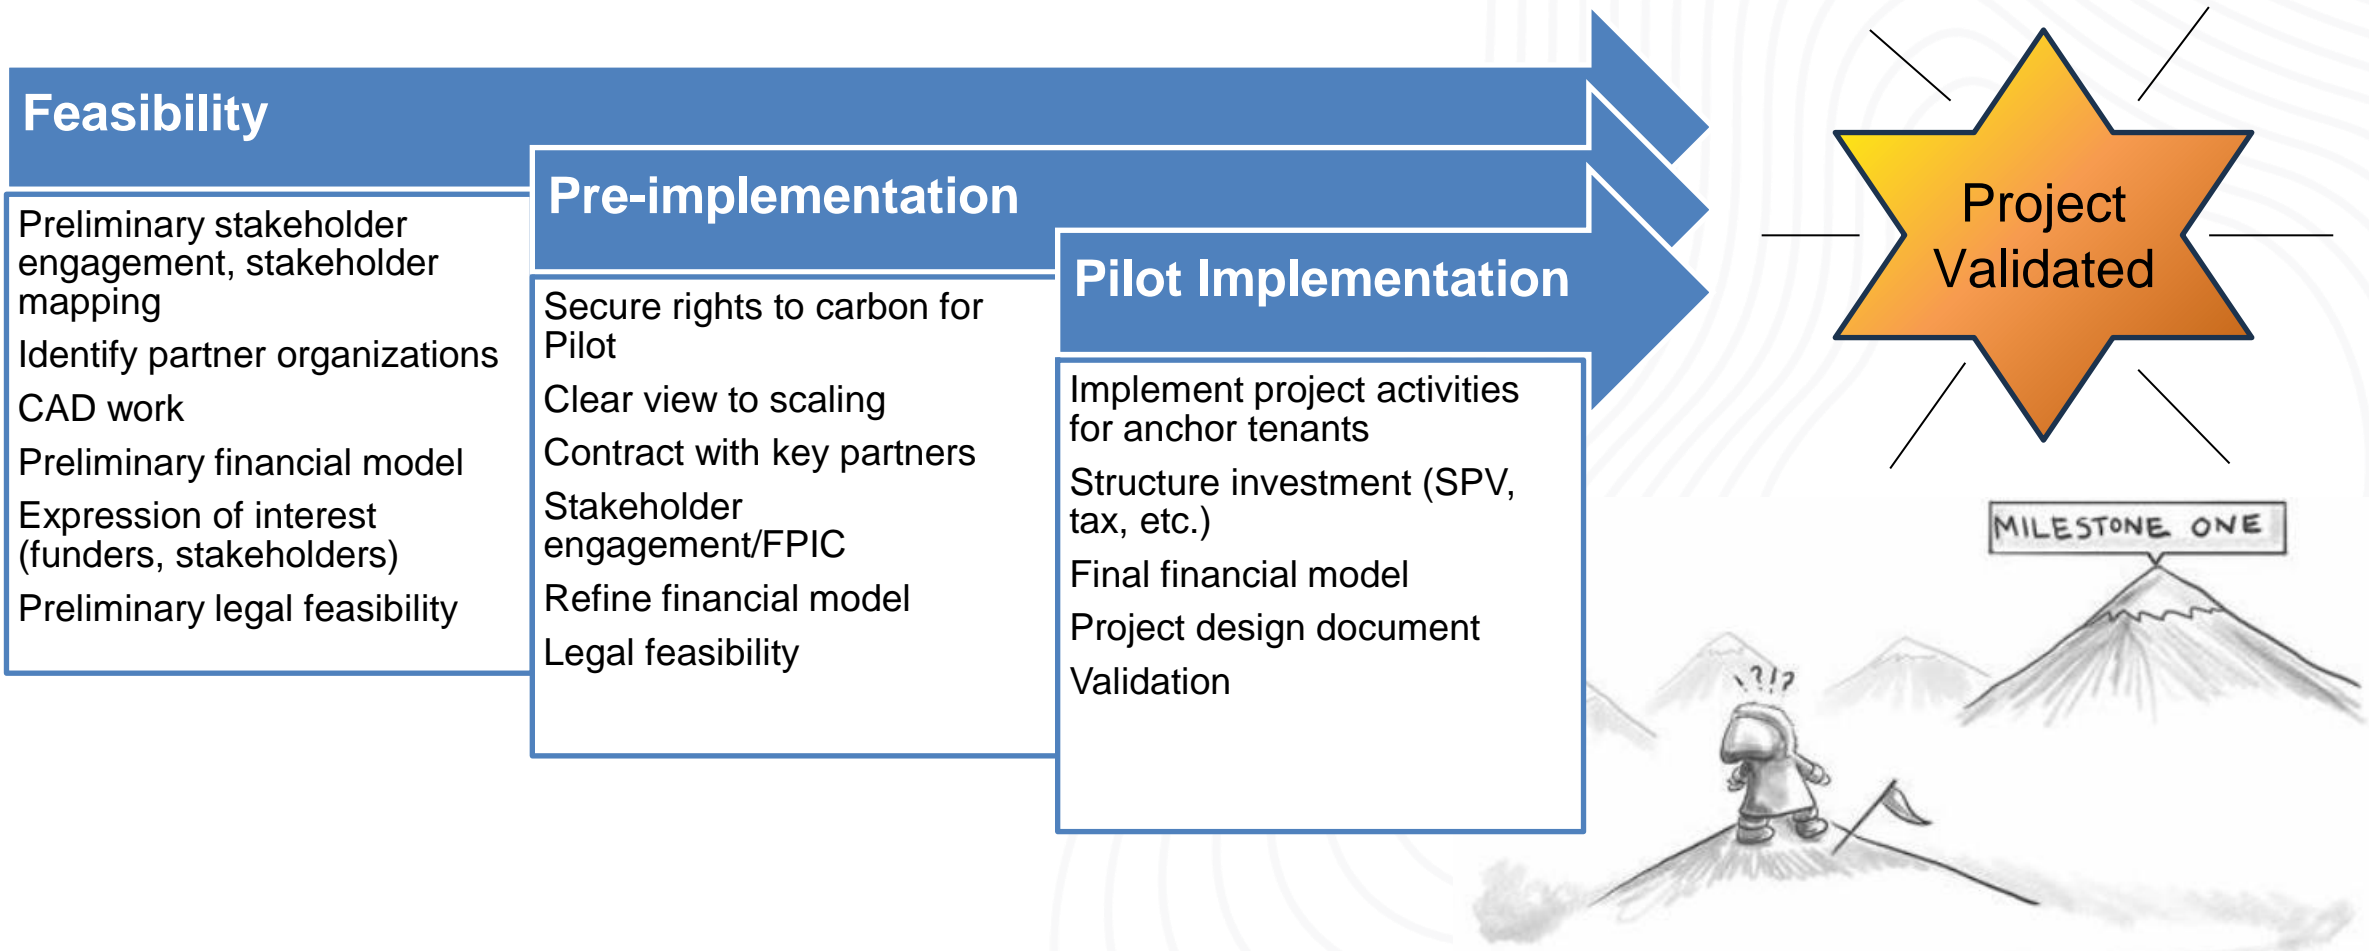 Feasibility
Preliminary stakeholder
engagement, stakeholder
mapping
Identify partner organizations
CAD work
Preliminary financial model
Expression of interest
(funders, stakeholders)
Preliminary legal feasibility
Pre-implementation
Secure rights to carbon for
Pilot
Clear view to scaling
Contract with key partners
Stakeholder
engagement/FPIC
Refine financial model
Legal feasibility
Pilot Implementation
Implement project activities
for anchor tenants
Structure investment (SPV,
tax, etc.)
Final financial model
Project design document
Validation
Project
Validated
MILESTONE ONE
?!?